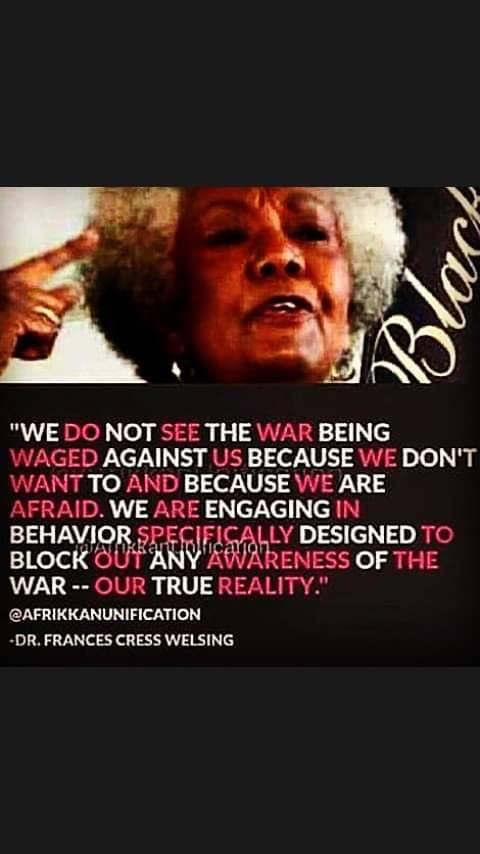 Black
"WE DO NOT SEE THE WAR BEING
WAGED AGAINST US BECAUSE WE DON'T
WANT TO AND BECAUSE WE ARE
AFRAID. WE ARE ENGAGING IN
BEHAVIOR SPECIFICALLY DESIGNED TO
BLOCK OUT ANY AWARENESS OF THE
WAR -- OUR TRUE REALITY."
@AFRIKKANUNIFICATION
-DR. FRANCES CRESS WELSING